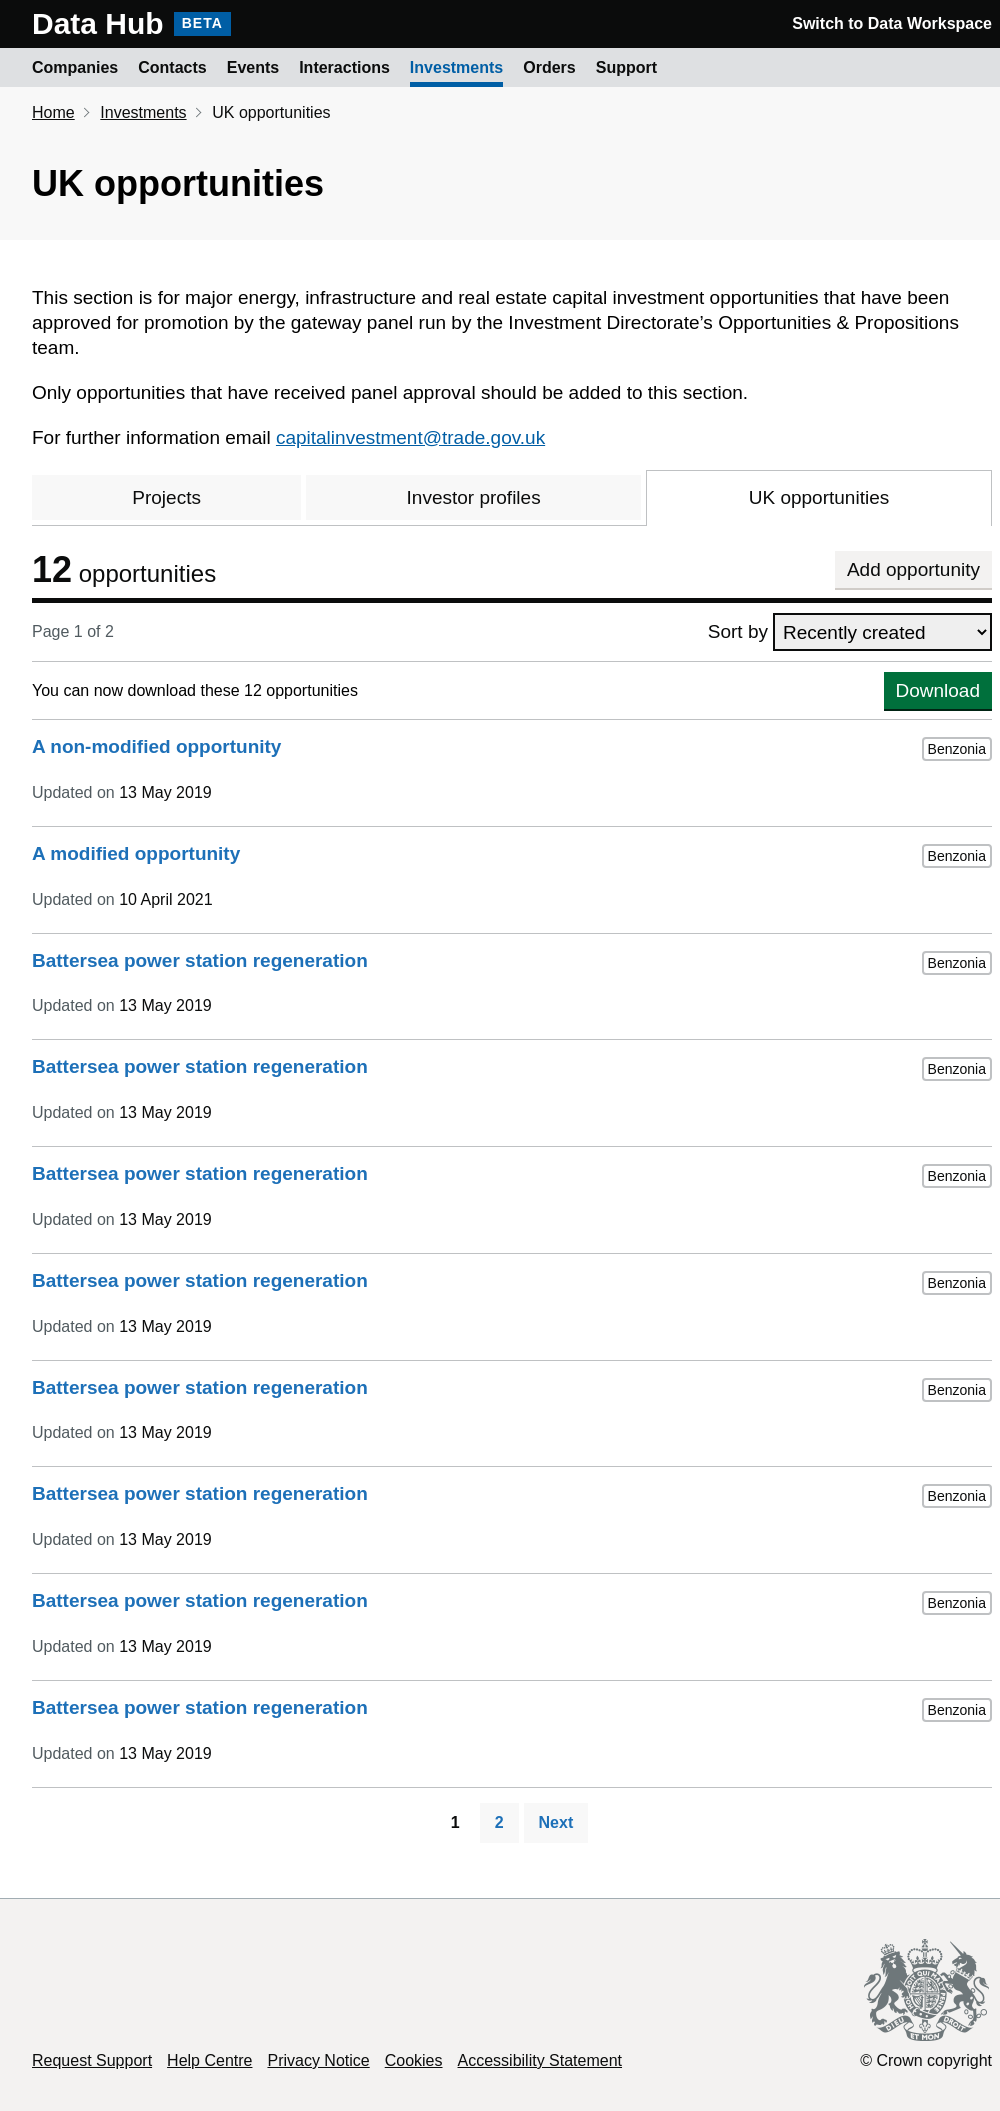 Data Hub BETA Switch to Data Workspace
Companies Contacts Events Interactions Investments Orders Support
Home Investments UK opportunities
UK opportunities
This section is for major energy, infrastructure and real estate capital investment opportunities that have been
approved for promotion by the gateway panel run by the Investment Directorate’s Opportunities & Propositions
team.
Only opportunities that have received panel approval should be added to this section.
For further information email capitalinvestment@trade.gov.uk
Projects Investor profiles UK opportunities
12 opportunities Add opportunity
Page 1 of 2 Sort by Recently created
You can now download these 12 opportunities Download
A non-modified opportunity Benzonia
Updated on 13 May 2019
A modified opportunity Benzonia
Updated on 10 April 2021
Battersea power station regeneration Benzonia
Updated on 13 May 2019
Battersea power station regeneration Benzonia
Updated on 13 May 2019
Battersea power station regeneration Benzonia
Updated on 13 May 2019
Battersea power station regeneration Benzonia
Updated on 13 May 2019
Battersea power station regeneration Benzonia
Updated on 13 May 2019
Battersea power station regeneration Benzonia
Updated on 13 May 2019
Battersea power station regeneration Benzonia
Updated on 13 May 2019
Battersea power station regeneration Benzonia
Updated on 13 May 2019
1 2 Next
DIEU ET MON DROIT
Request Support Help Centre Privacy Notice Cookies Accessibility Statement © Crown copyright